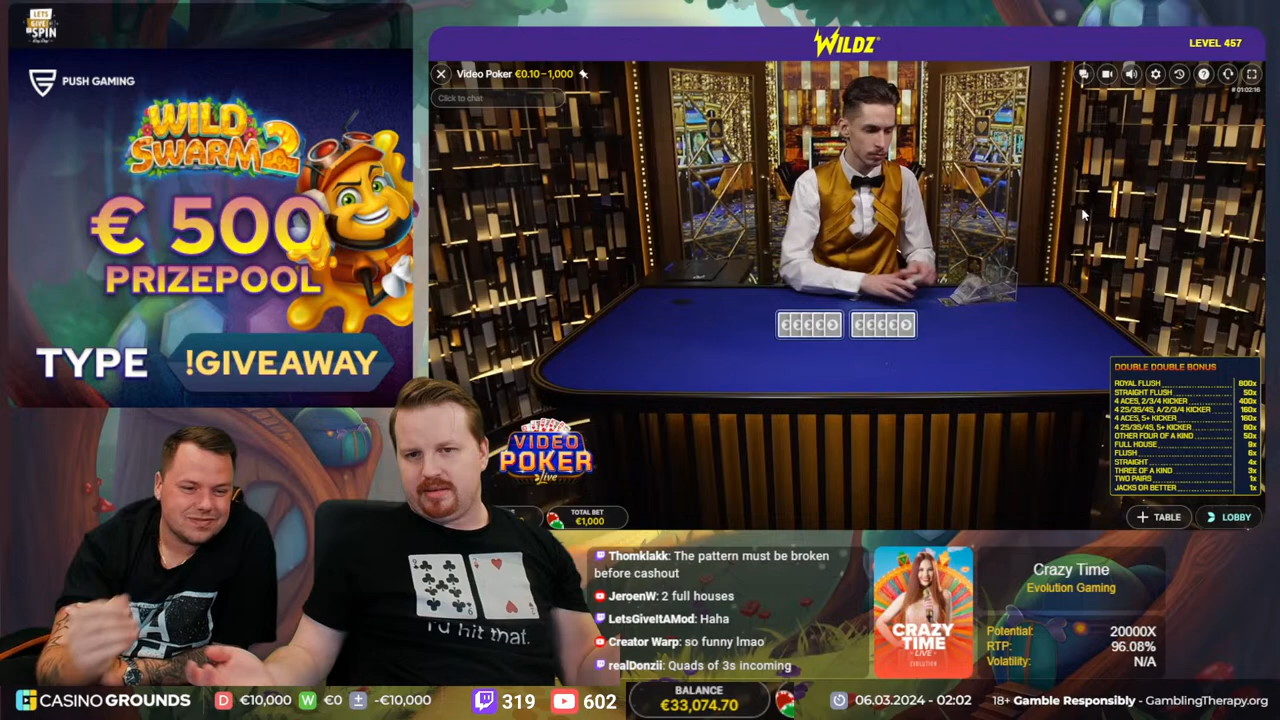 LETS
GIVE IT A
SPIN
PUSH GAMING
WILD
SWARM 2
€ 500
PRIZEPOOL
TYPE !GIVEAWAY
WILDZ
LEVEL 457
Video Poker €0.10–1,000
Click to chat
# 01:02:16
DOUBLE DOUBLE BONUS
ROYAL FLUSH 800x
STRAIGHT FLUSH 50x
4 ACES, 2/3/4 KICKER 400x
4 2S/3S/4S, A/2/3/4 KICKER 160x
4 ACES, 5+ KICKER 160x
4 2S/3S/4S, 5+ KICKER 80x
OTHER FOUR OF A KIND 50x
FULL HOUSE 9x
FLUSH 6x
STRAIGHT 4x
THREE OF A KIND 3x
TWO PAIRS 1x
JACKS OR BETTER 1x
VIDEO
POKER
live
TOTAL BET
€1,000
+ TABLE
LOBBY
I'd hit that.
Thomklakk: The pattern must be broken
before cashout
JeroenW: 2 full houses
LetsGiveItAMod: Haha
Creator Warp: so funny lmao
realDonzii: Quads of 3s incoming
CRAZY
TIME
LIVE
EVOLUTION
Crazy Time
Evolution Gaming
Potential: 20000X
RTP: 96.08%
Volatility: N/A
CASINOGROUNDS
D €10,000 W €0 ± -€10,000
319
602
BALANCE
€33,074.70
06.03.2024 - 02:02
18+ Gamble Responsibly - GamblingTherapy.org